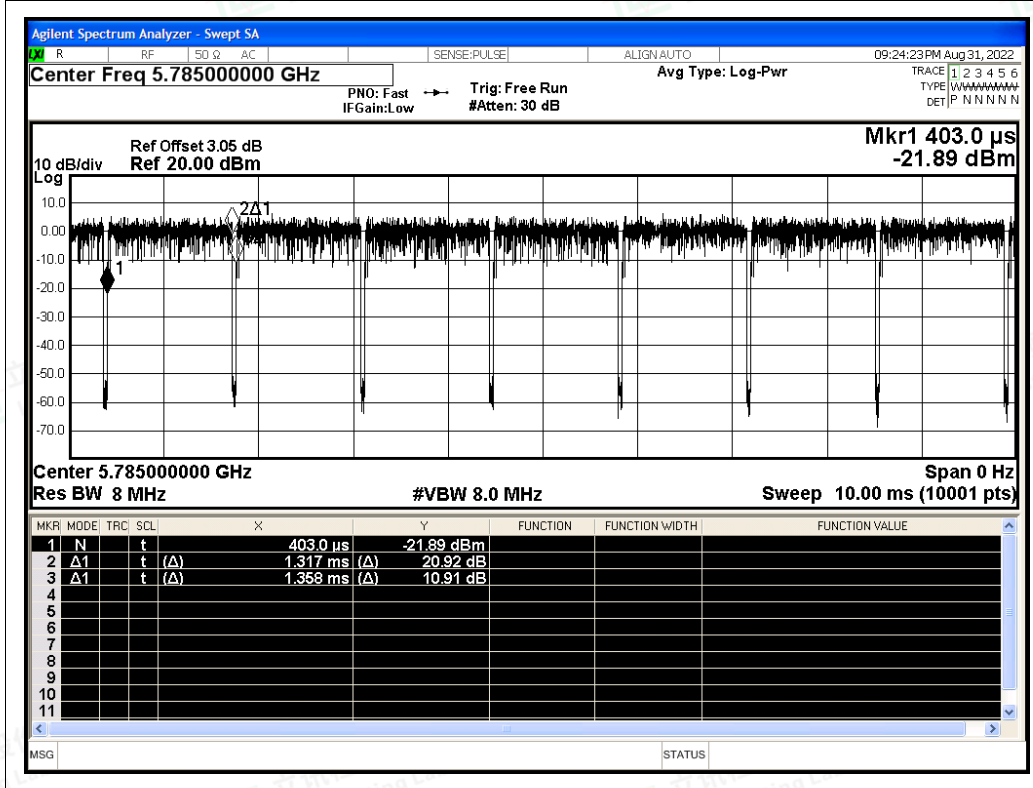 Agilent Spectrum Analyzer - Swept SA
LXI R RF 50 Ω AC SENSE:PULSE ALIGN AUTO 09:24:23 PM Aug 31, 2022
Center Freq 5.785000000 GHz
PNO: Fast
IFGain:Low
Trig: Free Run
#Atten: 30 dB
Avg Type: Log-Pwr
TRACE 1 2 3 4 5 6
TYPE
DET P N N N N N
Ref Offset 3.05 dB
10 dB/div Ref 20.00 dBm
Log
Mkr1 403.0 µs
-21.89 dBm
10.0
0.00
-10.0
-20.0
-30.0
-40.0
-50.0
-60.0
-70.0
2Δ1
1
Center 5.785000000 GHz Span 0 Hz
Res BW 8 MHz #VBW 8.0 MHz Sweep 10.00 ms (10001 pts)
MKR MODE TRC SCL X Y FUNCTION FUNCTION WIDTH FUNCTION VALUE
1 N t 403.0 µs -21.89 dBm
2 Δ1 t (Δ) 1.317 ms (Δ) 20.92 dB
3 Δ1 t (Δ) 1.358 ms (Δ) 10.91 dB
4
5
6
7
8
9
10
11
MSG STATUS